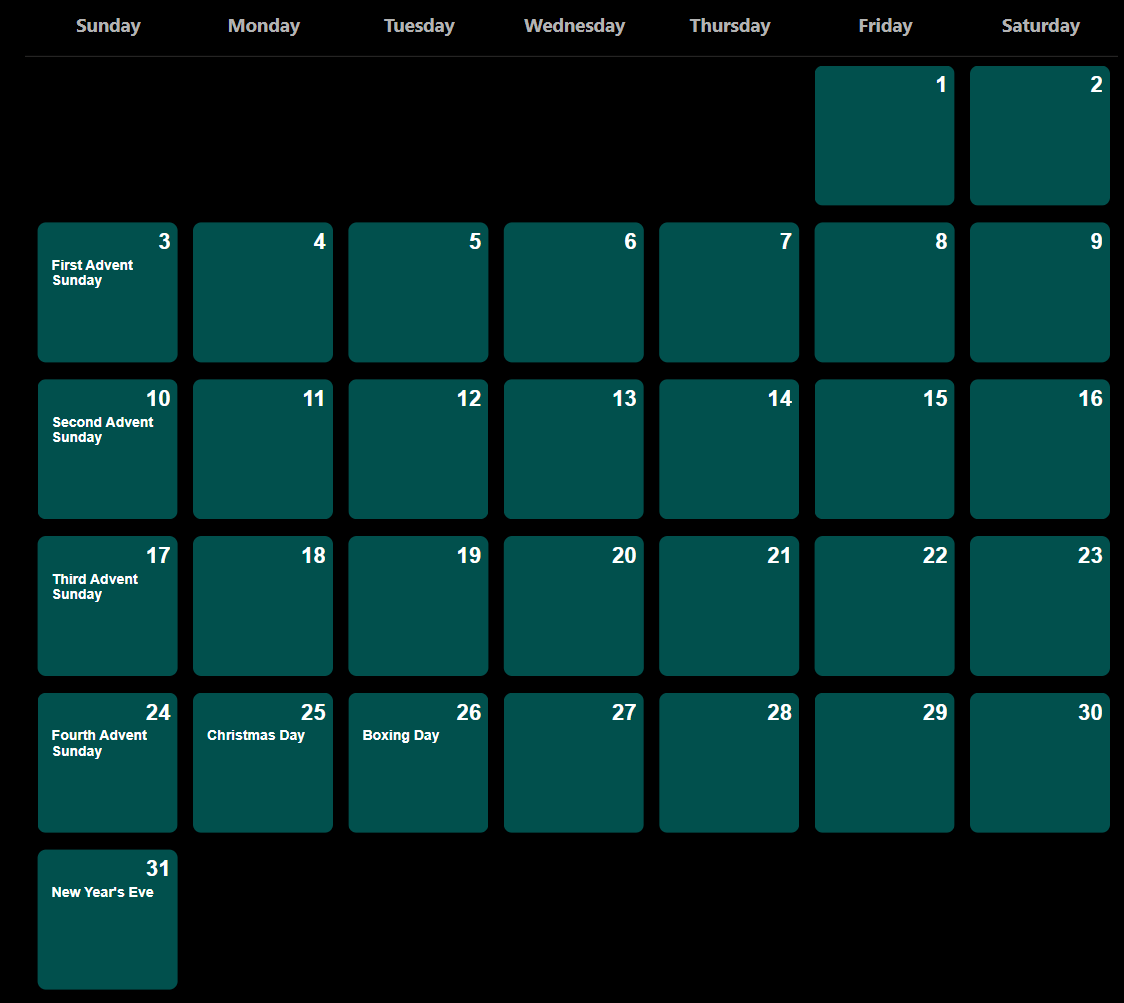 Sunday Monday Tuesday Wednesday Thursday Friday Saturday
1 2
3 4 5 6 7 8 9
First Advent
Sunday
10 11 12 13 14 15 16
Second Advent
Sunday
17 18 19 20 21 22 23
Third Advent
Sunday
24 25 26 27 28 29 30
Fourth Advent Christmas Day Boxing Day
Sunday
31
New Year's Eve